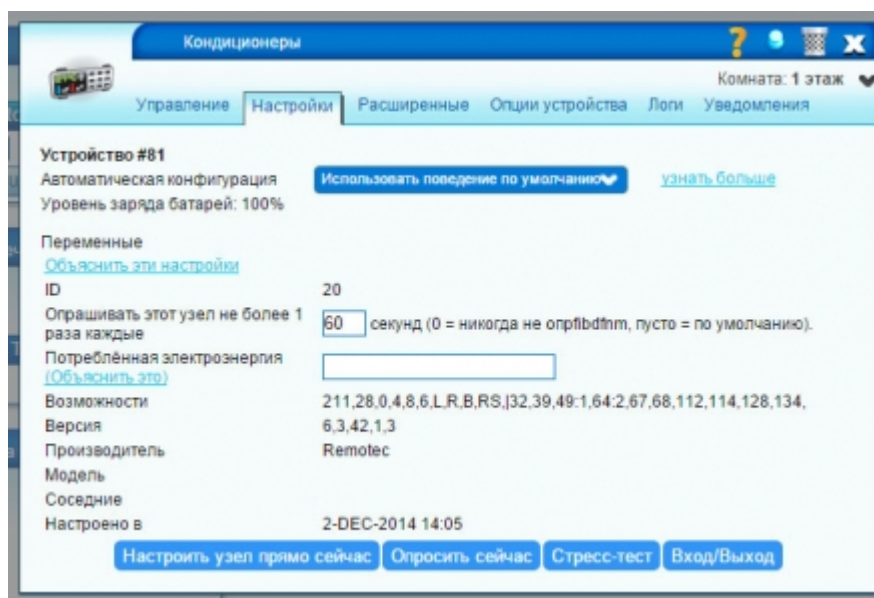 Кондиционеры
Комната: 1 этаж
Управление Настройки Расширенные Опции устройства Логи Уведомления
Устройство #81
Автоматическая конфигурация Использовать поведение по умолчанию узнать больше
Уровень заряда батарей: 100%
Переменные
Объяснить эти настройки
ID 20
Опрашивать этот узел не более 1 раза каждые 60 секунд (0 = никогда не onpfibdfnm, пусто = по умолчанию).
Потреблённая электроэнергия
(Объяснить это)
Возможности 211,28,0,4,8,6,L,R,B,RS,|32,39,49:1,64:2,67,68,112,114,128,134,
Версия 6,3,42,1,3
Производитель Remotec
Модель
Соседние
Настроено в 2-DEC-2014 14:05
Настроить узел прямо сейчас Опросить сейчас Стресс-тест Вход/Выход